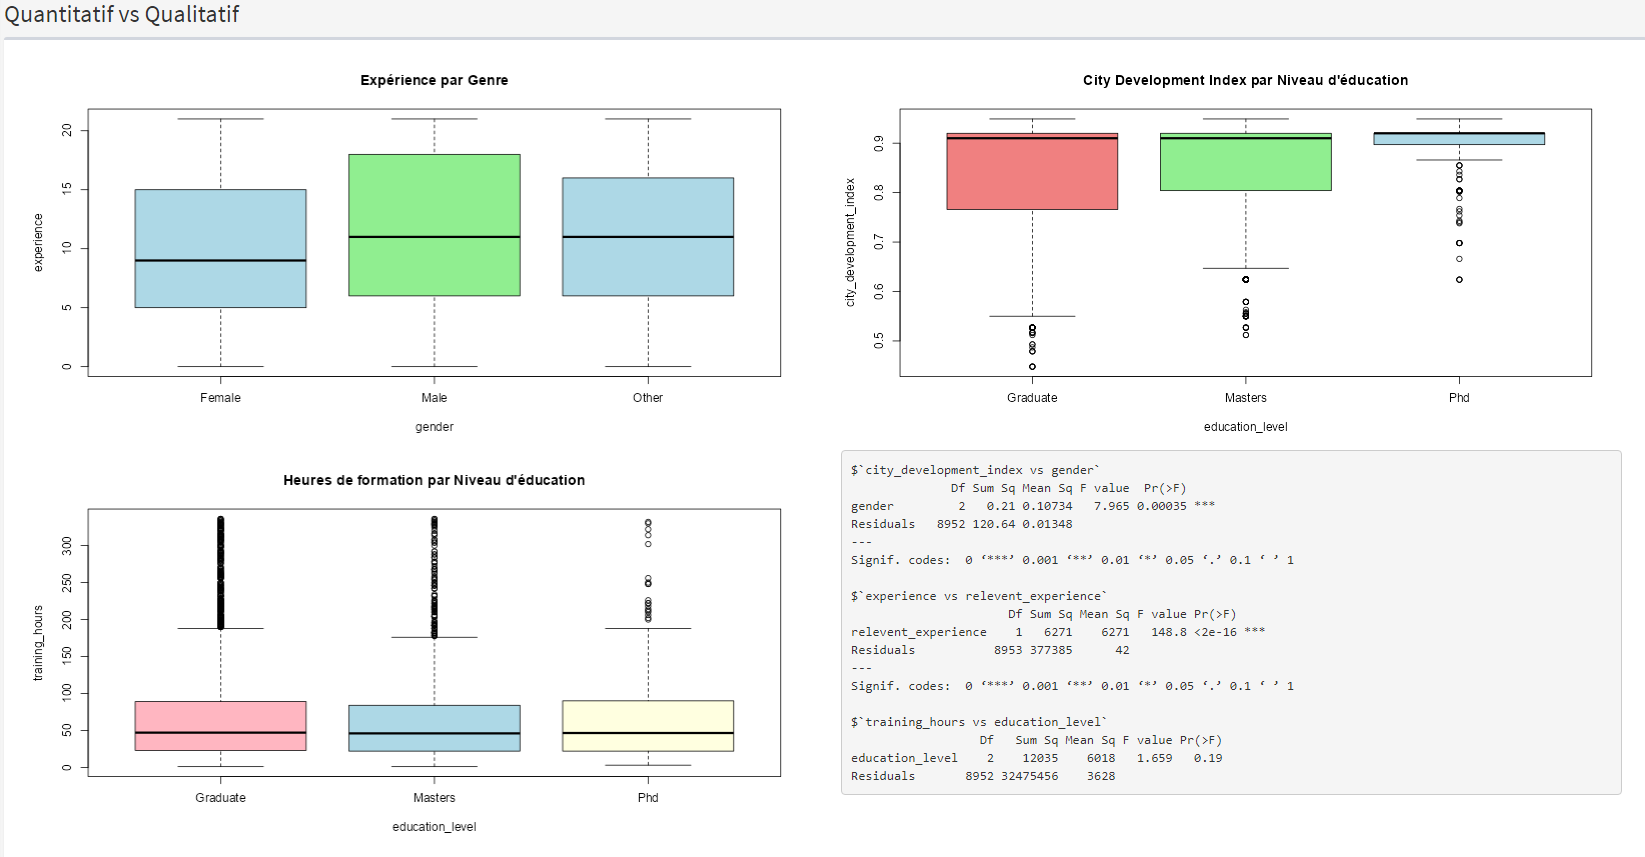 Quantitatif vs Qualitatif
Expérience par Genre
experience
20
15
10
5
0
Female Male Other
gender
City Development Index par Niveau d'éducation
city_development_index
0.9
0.8
0.7
0.6
0.5
Graduate Masters Phd
education_level
Heures de formation par Niveau d'éducation
training_hours
300
250
200
150
100
50
0
Graduate Masters Phd
education_level
$`city_development_index vs gender`
Df Sum Sq Mean Sq F value Pr(>F)
gender 2 0.21 0.10734 7.965 0.00035 ***
Residuals 8952 120.64 0.01348
---
Signif. codes: 0 ‘***’ 0.001 ‘**’ 0.01 ‘*’ 0.05 ‘.’ 0.1 ‘ ’ 1
$`experience vs relevent_experience`
Df Sum Sq Mean Sq F value Pr(>F)
relevent_experience 1 6271 6271 148.8 <2e-16 ***
Residuals 8953 377385 42
---
Signif. codes: 0 ‘***’ 0.001 ‘**’ 0.01 ‘*’ 0.05 ‘.’ 0.1 ‘ ’ 1
$`training_hours vs education_level`
Df Sum Sq Mean Sq F value Pr(>F)
education_level 2 12035 6018 1.659 0.19
Residuals 8952 32475456 3628